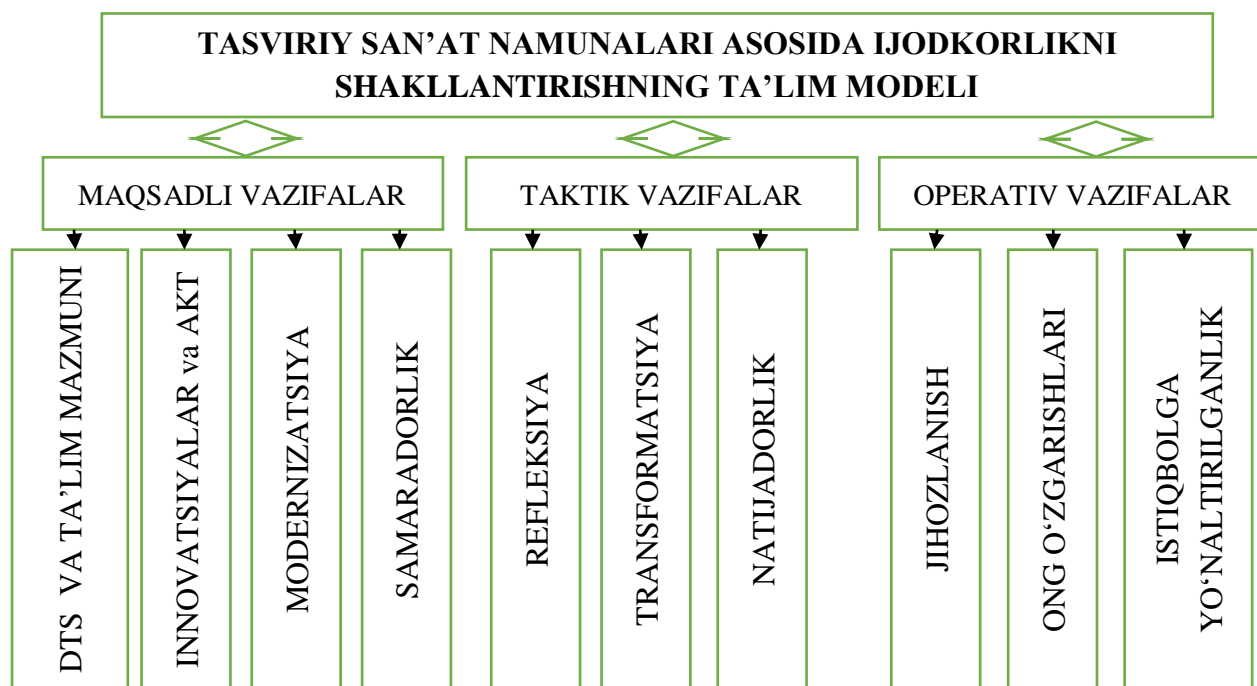 TASVIRIY SAN’AT NAMUNALARI ASOSIDA IJODKORLIKNI
SHAKLLANTIRISHNING TA’LIM MODELI
MAQSADLI VAZIFALAR
TAKTIK VAZIFALAR
OPERATIV VAZIFALAR
DTS VA TA’LIM MAZMUNI
INNOVATSIYALAR va AKT
MODERNIZATSIYA
SAMARADORLIK
REFLEKSIYA
TRANSFORMATSIYA
NATIJADORLIK
JIHOZLANISH
ONG O‘ZGARISHLARI
ISTIQBOLGA
YO‘NALTIRILGANLIK